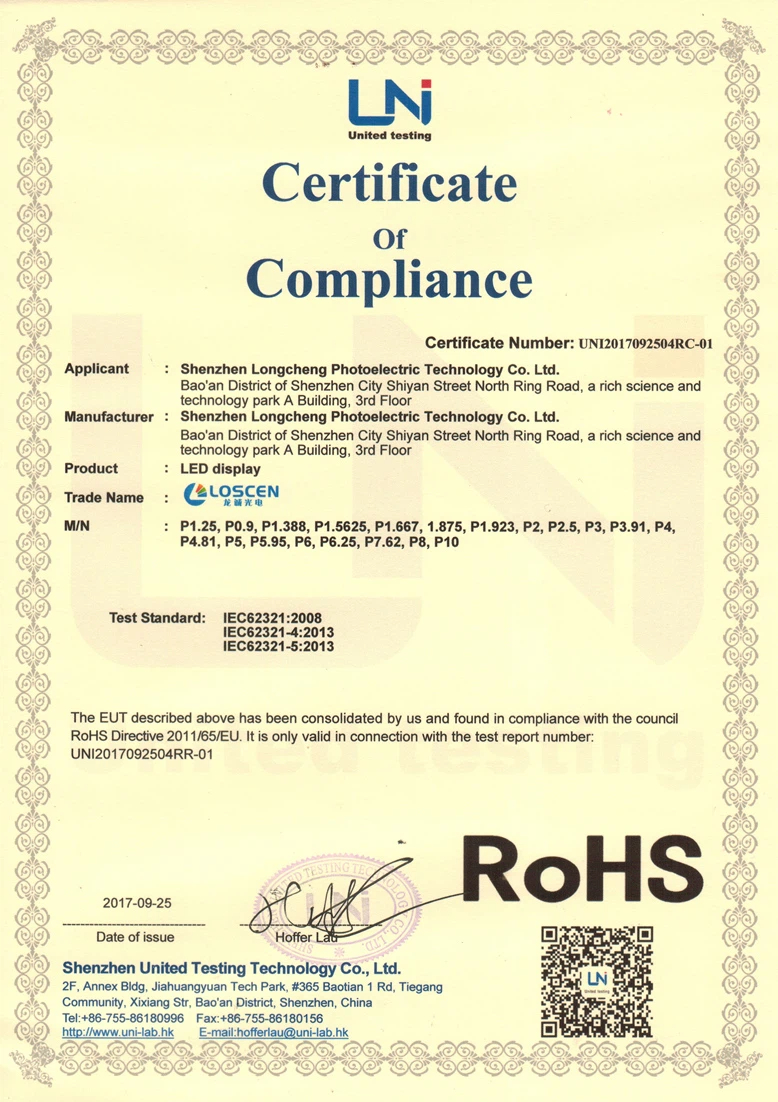 LNi
United testing
Certificate
Of
Compliance
Certificate Number: UNI2017092504RC-01
Applicant : Shenzhen Longcheng Photoelectric Technology Co. Ltd.
Bao'an District of Shenzhen City Shiyan Street North Ring Road, a rich science and
technology park A Building, 3rd Floor
Manufacturer : Shenzhen Longcheng Photoelectric Technology Co. Ltd.
Bao'an District of Shenzhen City Shiyan Street North Ring Road, a rich science and
technology park A Building, 3rd Floor
Product : LED display
Trade Name : LOSCEN
龙诚光电
M/N : P1.25, P0.9, P1.388, P1.5625, P1.667, 1.875, P1.923, P2, P2.5, P3, P3.91, P4,
P4.81, P5, P5.95, P6, P6.25, P7.62, P8, P10
Test Standard: IEC62321:2008
IEC62321-4:2013
IEC62321-5:2013
The EUT described above has been consolidated by us and found in compliance with the council
RoHS Directive 2011/65/EU. It is only valid in connection with the test report number:
UNI2017092504RR-01
United testing
RoHS
UNITED TESTING TECHNOLOGY CO., LTD.
2017-09-25
Date of issue
Hoffer Lau
LNi
United testing
Shenzhen United Testing Technology Co., Ltd.
2F, Annex Bldg, Jiahuangyuan Tech Park, #365 Baotian 1 Rd, Tiegang
Community, Xixiang Str, Bao'an District, Shenzhen, China
Tel:+86-755-86180996 Fax:+86-755-86180156
http://www.uni-lab.hk E-mail:hofferlau@uni-lab.hk